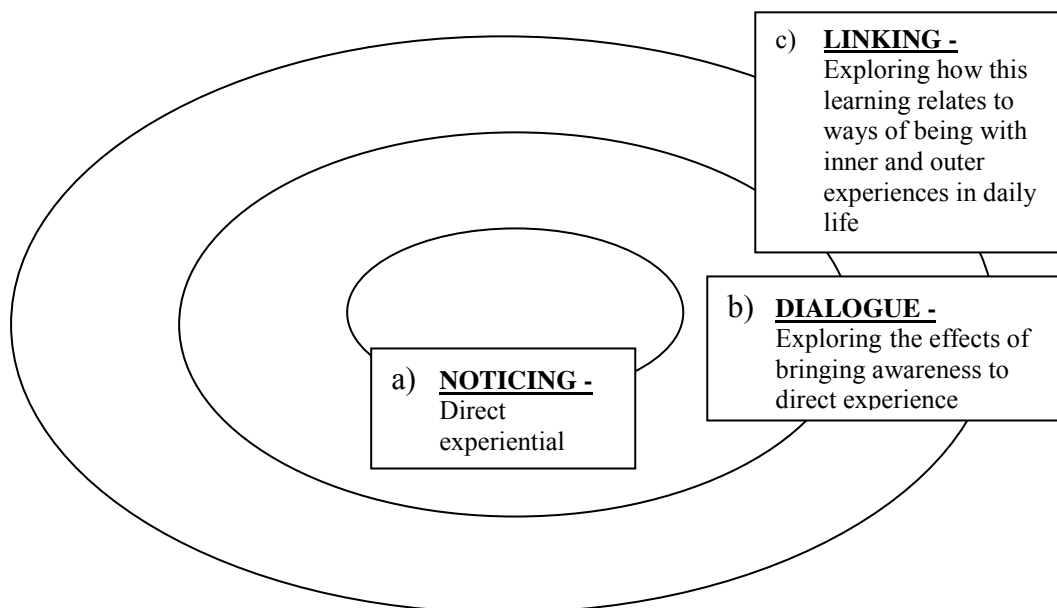 c) LINKING -
Exploring how this
learning relates to
ways of being with
inner and outer
experiences in daily
life
b) DIALOGUE -
Exploring the effects of
bringing awareness to
direct experience
a) NOTICING -
Direct
experiential